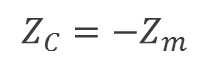 Z_C = −Z_m